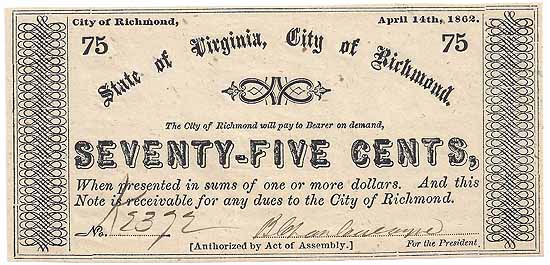 City of Richmond, April 14th, 1862.
75 State of Virginia, City of Richmond. 75
The City of Richmond will pay to Bearer on demand,
SEVENTY-FIVE CENTS,
When presented in sums of one or more dollars. And this
Note is receivable for any dues to the City of Richmond.
No. 2392
[Authorized by Act of Assembly.] For the President.